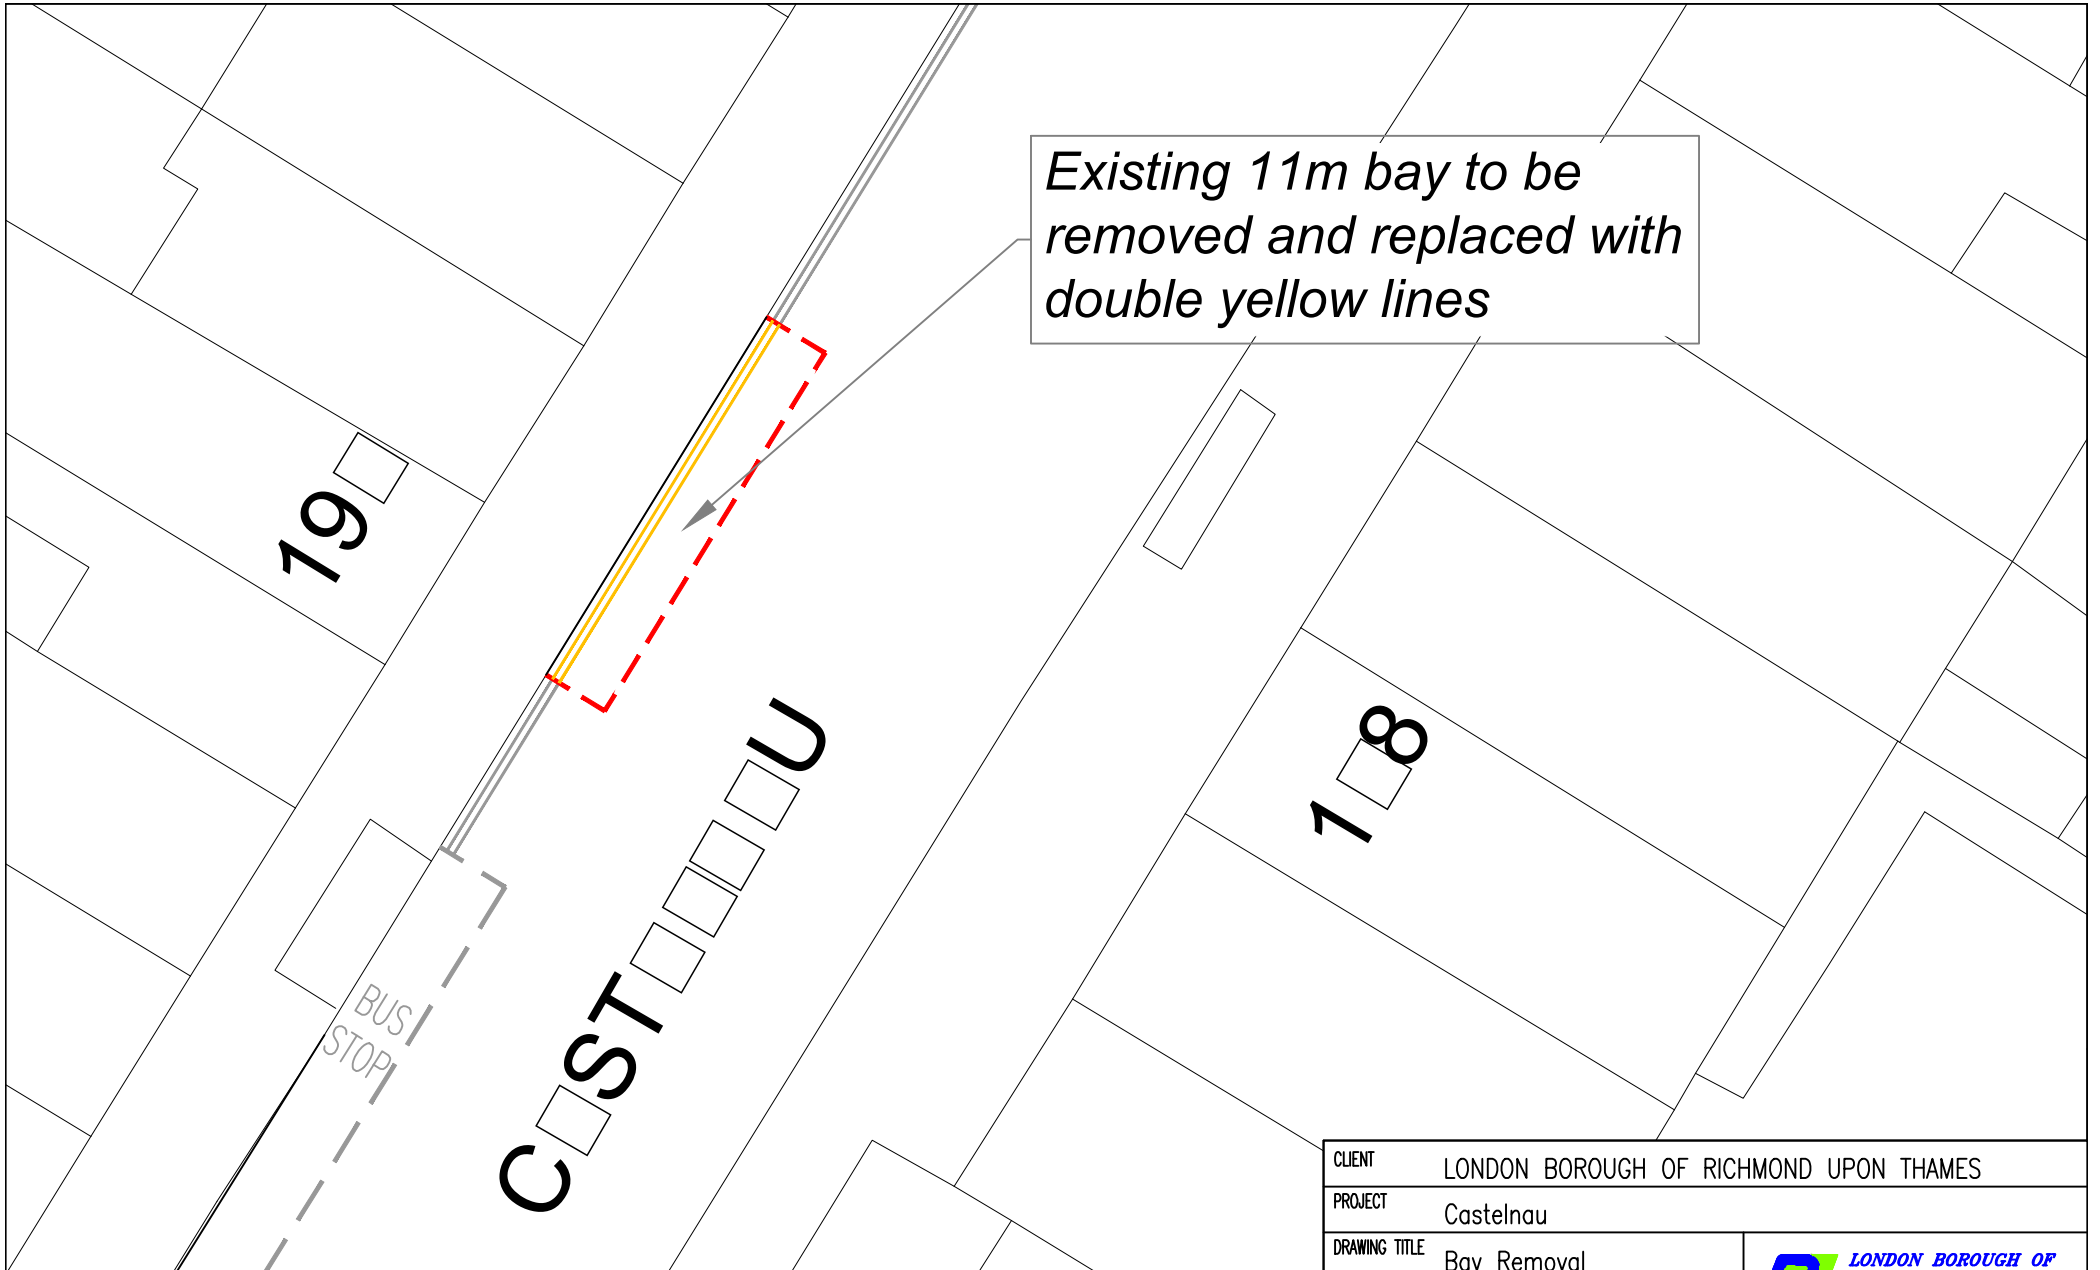 Existing 11m bay to be
removed and replaced with
double yellow lines
19□
1□8
C□ST□□□□U
BUS
STOP
CLIENT LONDON BOROUGH OF RICHMOND UPON THAMES
PROJECT Castelnau
DRAWING TITLE Bay Removal
LONDON BOROUGH OF